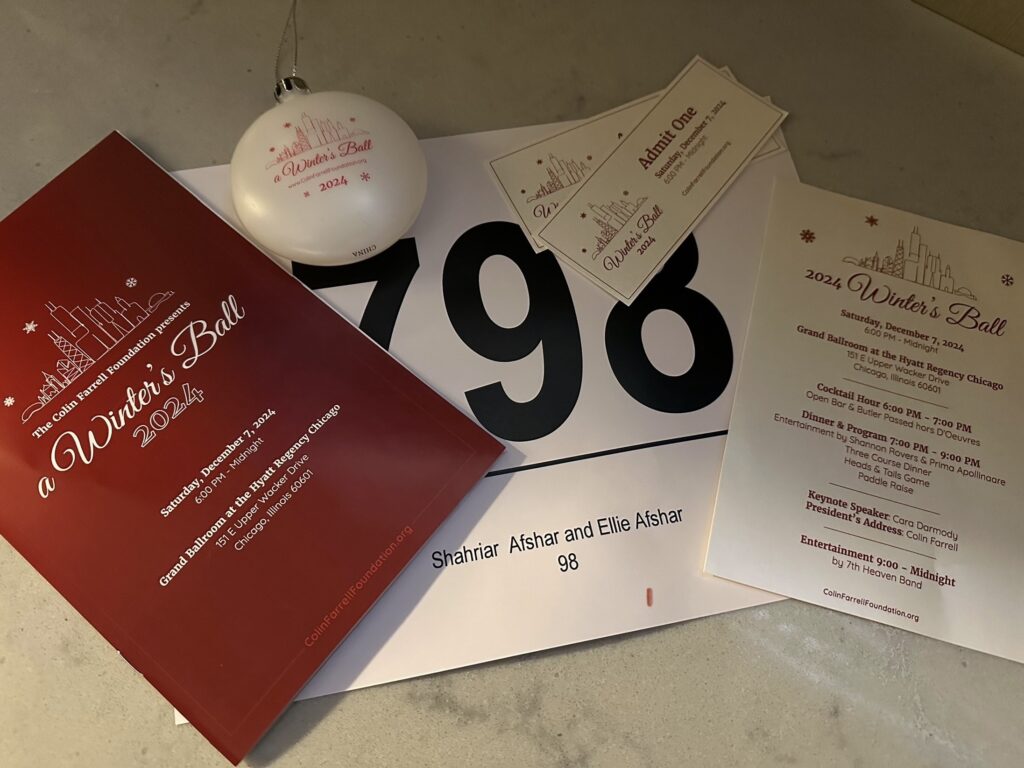 The Colin Farrell Foundation presents
a Winter's Ball
2024
Saturday, December 7, 2024
6:00 PM - Midnight
Grand Ballroom at the Hyatt Regency Chicago
151 E Upper Wacker Drive
Chicago, Illinois 60601
ColinFarrellFoundation.org
a Winter's Ball
www.ColinFarrellFoundation.org
2024
CHINA
798
Shahriar Afshar and Ellie Afshar
98
Admit One
Saturday, December 7, 2024
6:00 PM - Midnight
ColinFarrellFoundation.org
a Winter's Ball
2024
2024 Winter's Ball
Saturday, December 7, 2024
6:00 PM - Midnight
Grand Ballroom at the Hyatt Regency Chicago
151 E Upper Wacker Drive
Chicago, Illinois 60601
Cocktail Hour 6:00 PM - 7:00 PM
Open Bar & Butler Passed hors D'Oeuvres
Dinner & Program 7:00 PM - 9:00 PM
Entertainment by Shannon Rovers & Prima Apollinaare
Three Course Dinner
Heads & Tails Game
Paddle Raise
Keynote Speaker: Cara Darmody
President's Address: Colin Farrell
Entertainment 9:00 - Midnight
by 7th Heaven Band
ColinFarrellFoundation.org